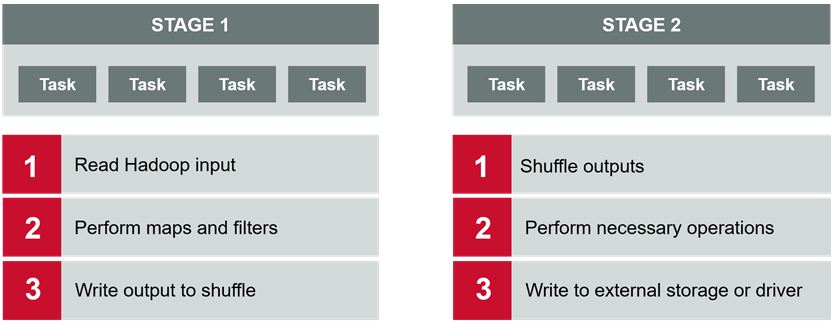 STAGE 1
Task Task Task Task
1 Read Hadoop input
2 Perform maps and filters
3 Write output to shuffle
STAGE 2
Task Task Task Task
1 Shuffle outputs
2 Perform necessary operations
3 Write to external storage or driver